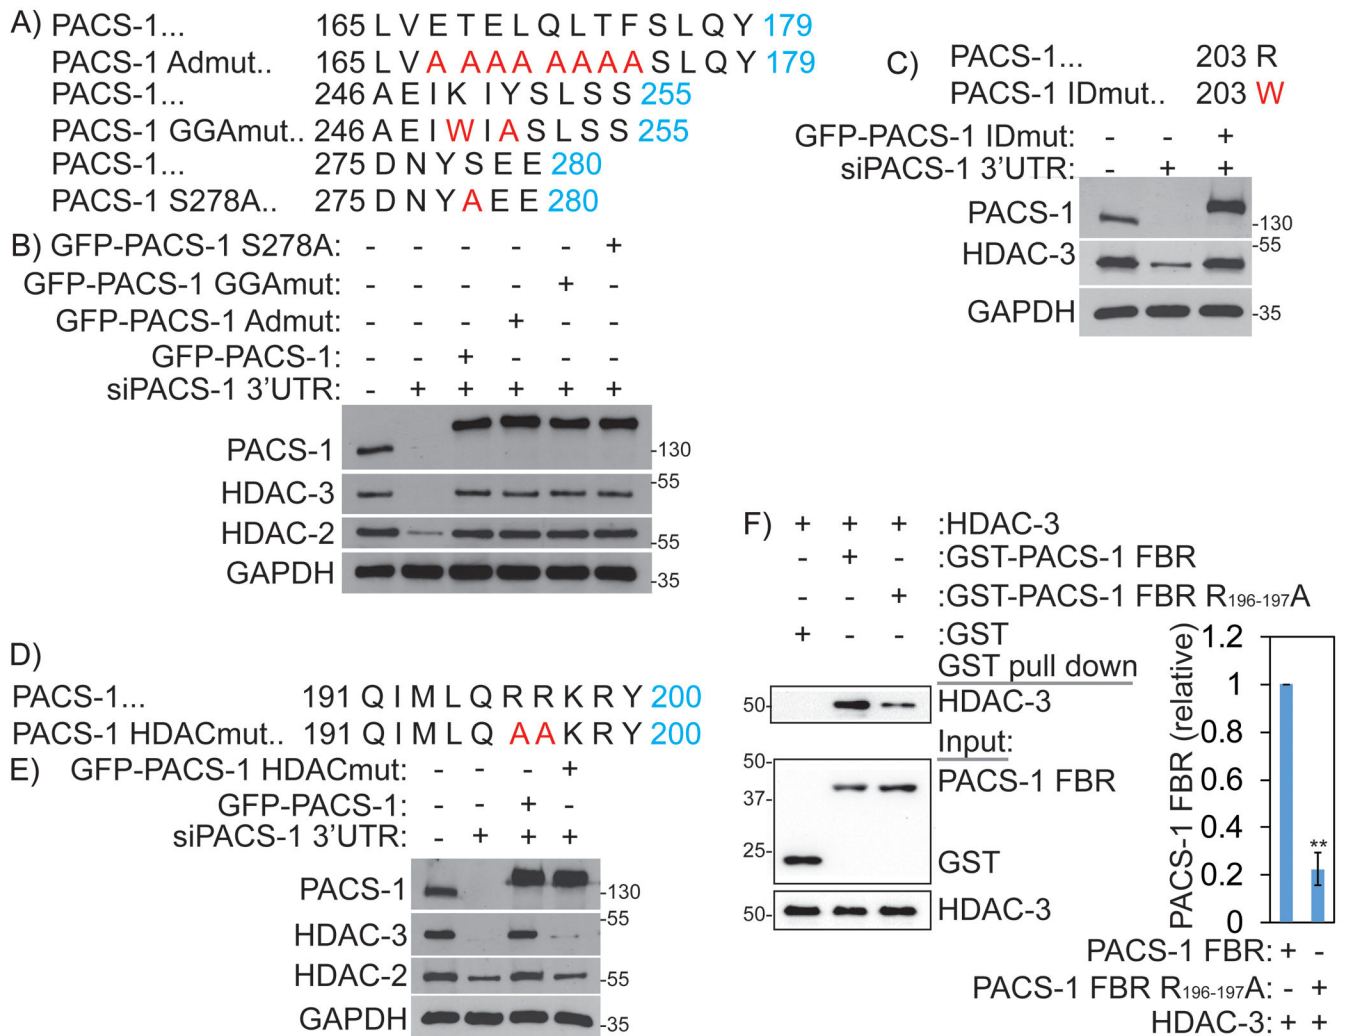 A) PACS-1... 165 L V E T E L Q L T F S L Q Y 179
PACS-1 Admut.. 165 L V A A A A A A A A S L Q Y 179
PACS-1... 246 A E I K I Y S L S S 255
PACS-1 GGAmut.. 246 A E I W I A S L S S 255
PACS-1... 275 D N Y S E E 280
PACS-1 S278A.. 275 D N Y A E E 280
B) GFP-PACS-1 S278A: - - - - - +
GFP-PACS-1 GGAmut: - - - - + -
GFP-PACS-1 Admut: - - - + - -
GFP-PACS-1: - - + - - -
siPACS-1 3'UTR: - + + + + +
PACS-1 -130
HDAC-3 -55
HDAC-2 -55
GAPDH -35
C) PACS-1... 203 R
PACS-1 IDmut.. 203 W
GFP-PACS-1 IDmut: - - +
siPACS-1 3'UTR: - + +
PACS-1 -130
HDAC-3 -55
GAPDH -35
D)
PACS-1... 191 Q I M L Q R R K R Y 200
PACS-1 HDACmut.. 191 Q I M L Q A A K R Y 200
E) GFP-PACS-1 HDACmut: - - - +
GFP-PACS-1: - - + -
siPACS-1 3'UTR: - + + +
PACS-1 -130
HDAC-3 -55
HDAC-2 -55
GAPDH -35
F) + + + :HDAC-3
- + - :GST-PACS-1 FBR
- - + :GST-PACS-1 FBR R196-197A
+ - - :GST
GST pull down
50- HDAC-3
Input:
50-
PACS-1 FBR
37-
25-
GST
50- HDAC-3
PACS-1 FBR (relative)
1.2
1
0.8
0.6
0.4
0.2
0
**
PACS-1 FBR: + -
PACS-1 FBR R196-197A: - +
HDAC-3: + +